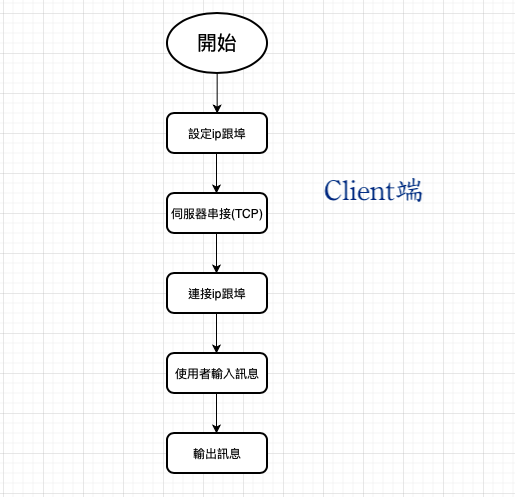 開始
設定ip跟埠
Client端
伺服器串接(TCP)
連接ip跟埠
使用者輸入訊息
輸出訊息